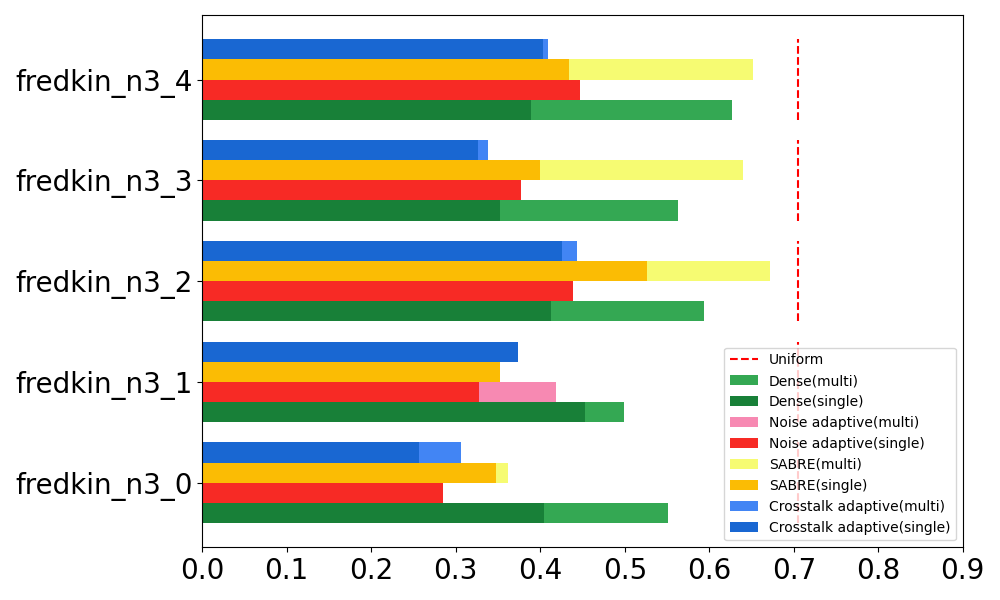 fredkin_n3_4
fredkin_n3_3
fredkin_n3_2
fredkin_n3_1
fredkin_n3_0
Uniform
Dense(multi)
Dense(single)
Noise adaptive(multi)
Noise adaptive(single)
SABRE(multi)
SABRE(single)
Crosstalk adaptive(multi)
Crosstalk adaptive(single)
0.0 0.1 0.2 0.3 0.4 0.5 0.6 0.7 0.8 0.9